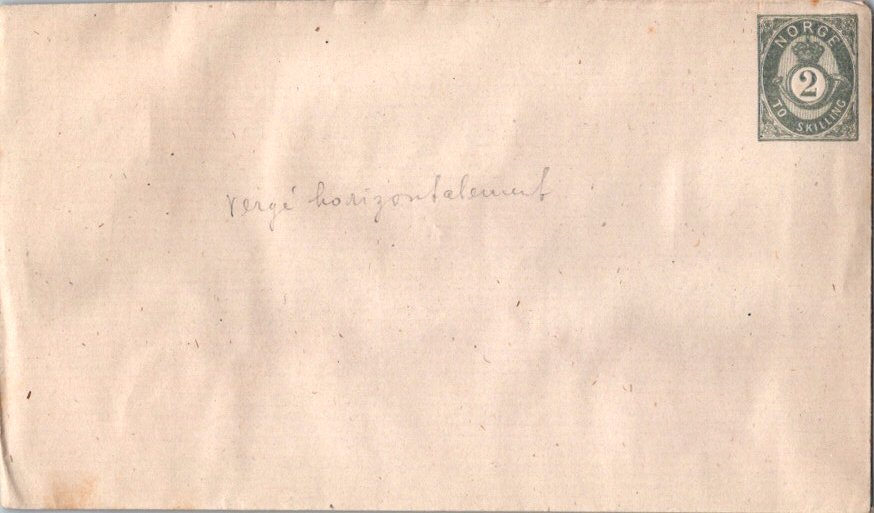 NORGE
2
TO SKILLING
vergé horizontalement